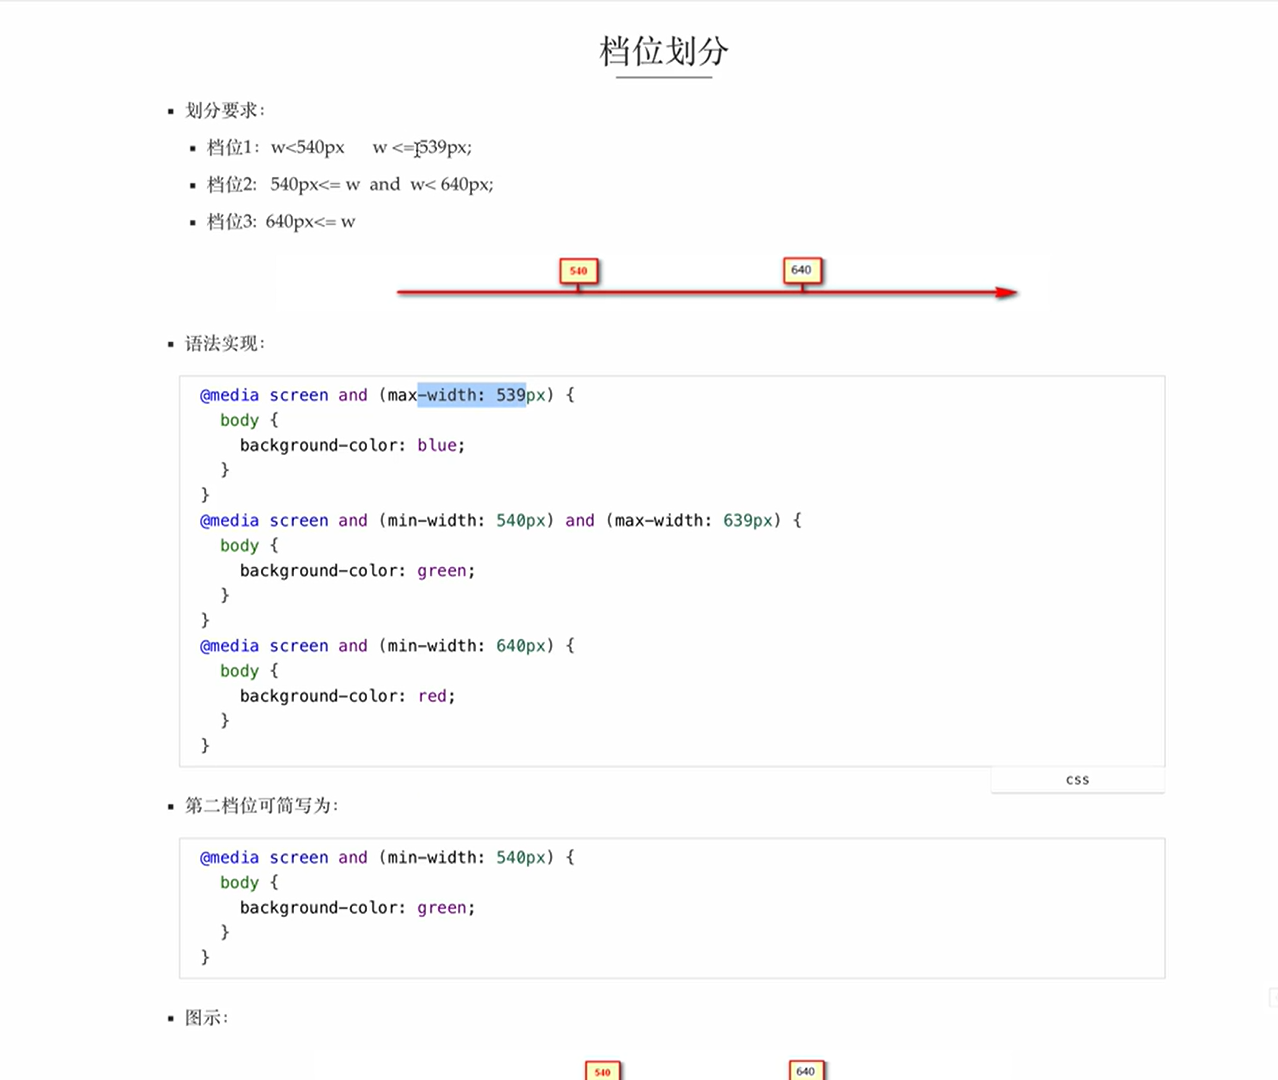 档位划分
▪ 划分要求：
▪ 档位1：w<540px w <=539px;
▪ 档位2： 540px<= w and w< 640px;
▪ 档位3: 640px<= w
540
640
▪ 语法实现：
@media screen and (max-width: 539px) {
body {
background-color: blue;
}
}
@media screen and (min-width: 540px) and (max-width: 639px) {
body {
background-color: green;
}
}
@media screen and (min-width: 640px) {
body {
background-color: red;
}
}
css
▪ 第二档位可简写为：
@media screen and (min-width: 540px) {
body {
background-color: green;
}
}
▪ 图示：
540
640